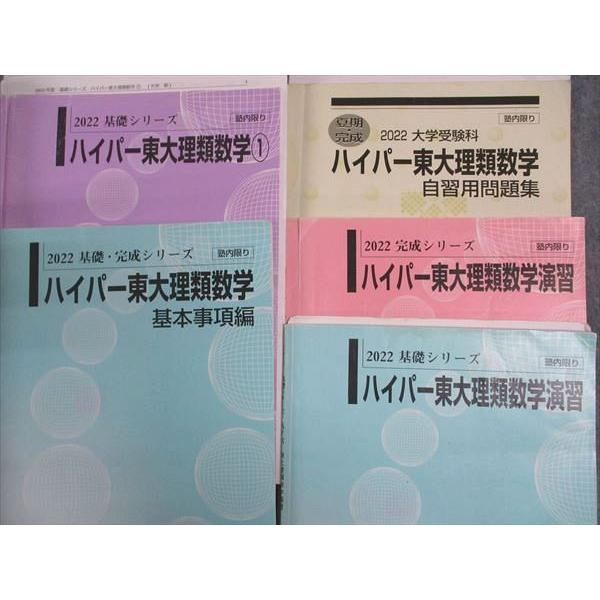 2022 基礎シリーズ
塾内限り
ハイパー東大理類数学①
夏期・完成
2022 大学受験科
塾内限り
ハイパー東大理類数学
自習用問題集
2022 基礎・完成シリーズ
塾内限り
ハイパー東大理類数学
基本事項編
2022 完成シリーズ
塾内限り
ハイパー東大理類数学演習
2022 基礎シリーズ
塾内限り
ハイパー東大理類数学演習